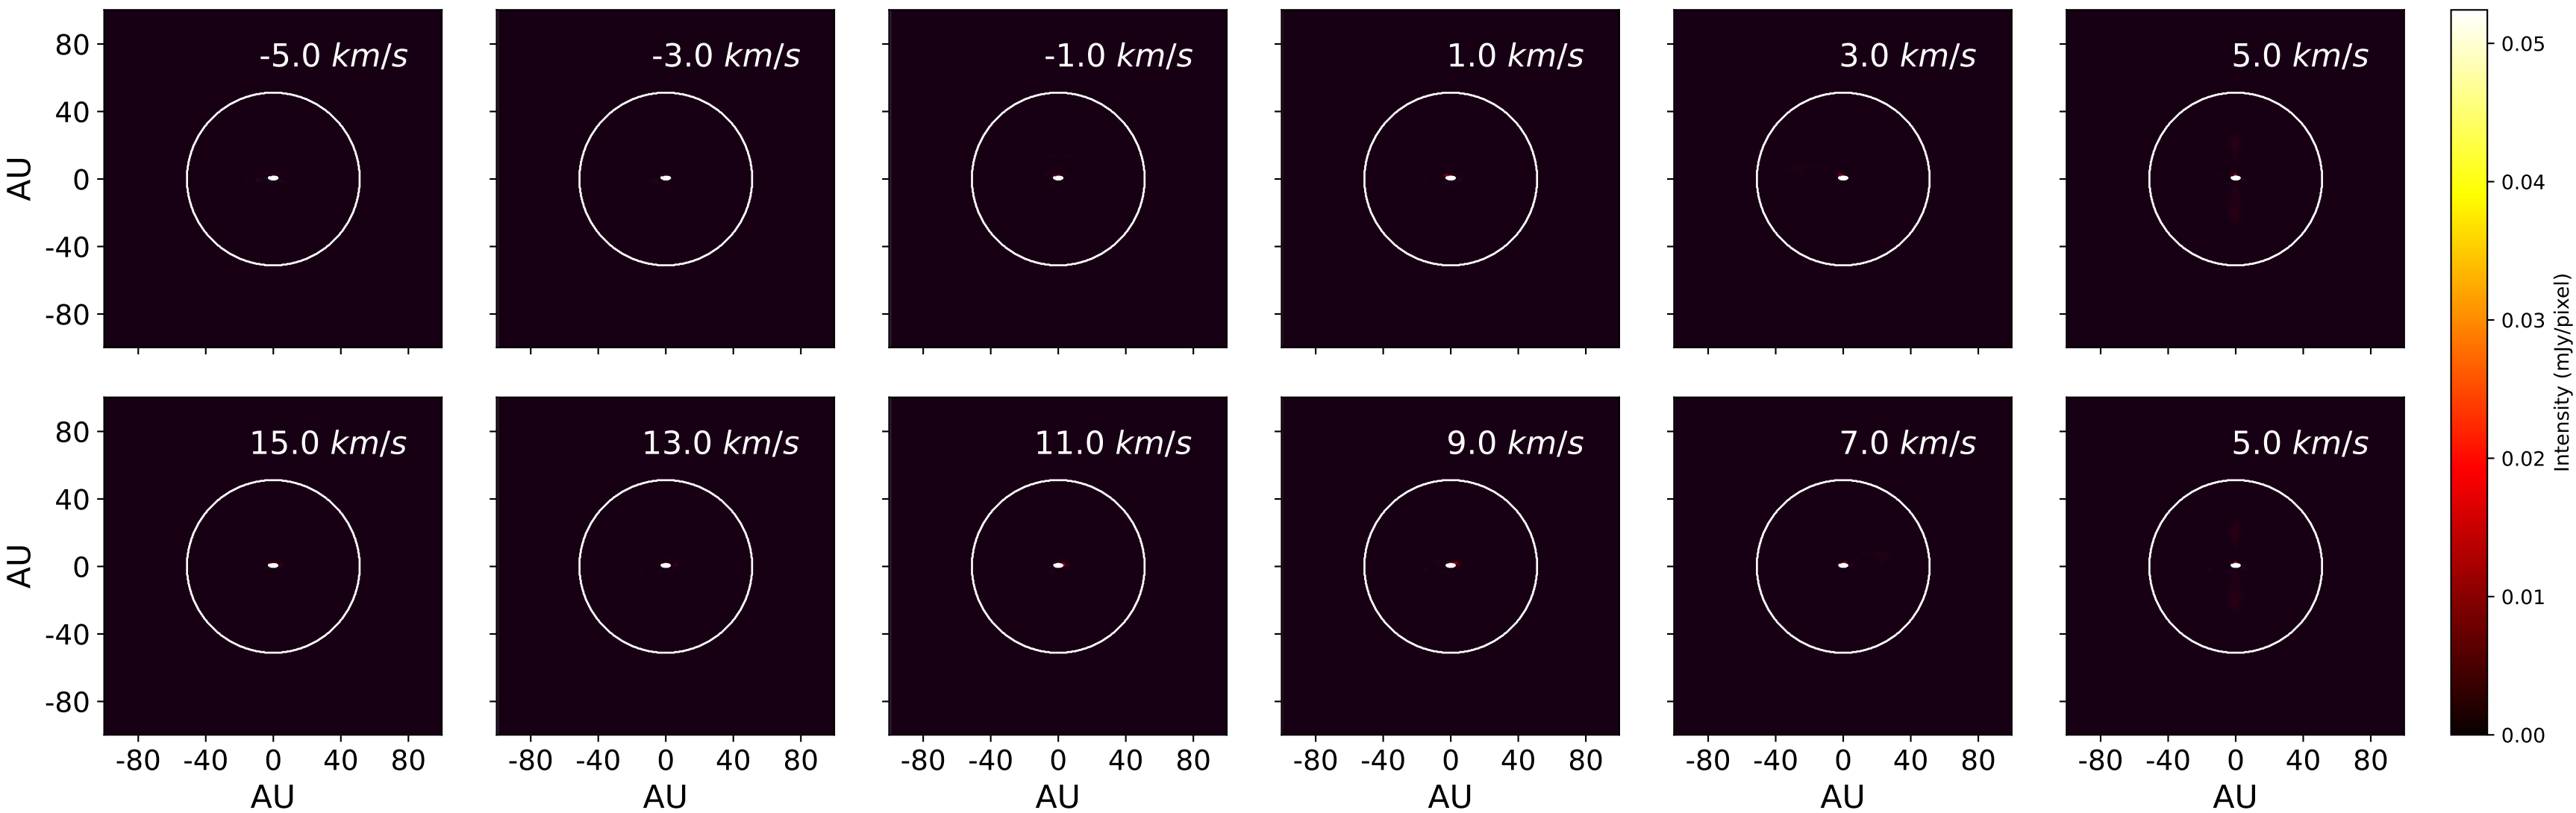 -5.0 km/s
-3.0 km/s
-1.0 km/s
1.0 km/s
3.0 km/s
5.0 km/s
80
40
0
-40
-80
AU
-80 -40 0 40 80
-80 -40 0 40 80
-80 -40 0 40 80
-80 -40 0 40 80
-80 -40 0 40 80
-80 -40 0 40 80
AU
AU
AU
AU
AU
AU
15.0 km/s
13.0 km/s
11.0 km/s
9.0 km/s
7.0 km/s
5.0 km/s
80
40
0
-40
-80
AU
0.05
0.04
0.03
0.02
0.01
0.00
Intensity (mJy/pixel)